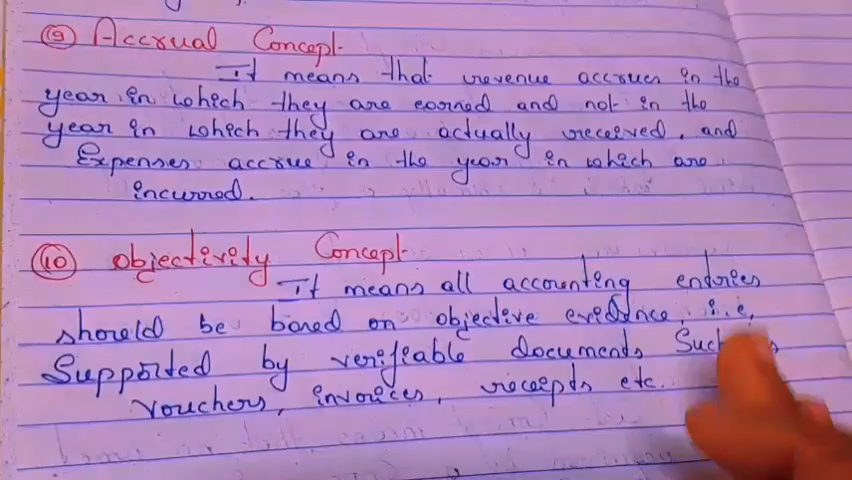 (9) Accrual Concept-
It means that revenue accrues in the
year in which they are earned and not in the
year in which they are actually received, and
Expenses accrue in the year in which are
incurred.
(10) objectivity Concept-
It means all accounting entries
should be based on objective evidence, i.e,
Supported by verifiable documents Such
vouchers, invoices, receipts etc.